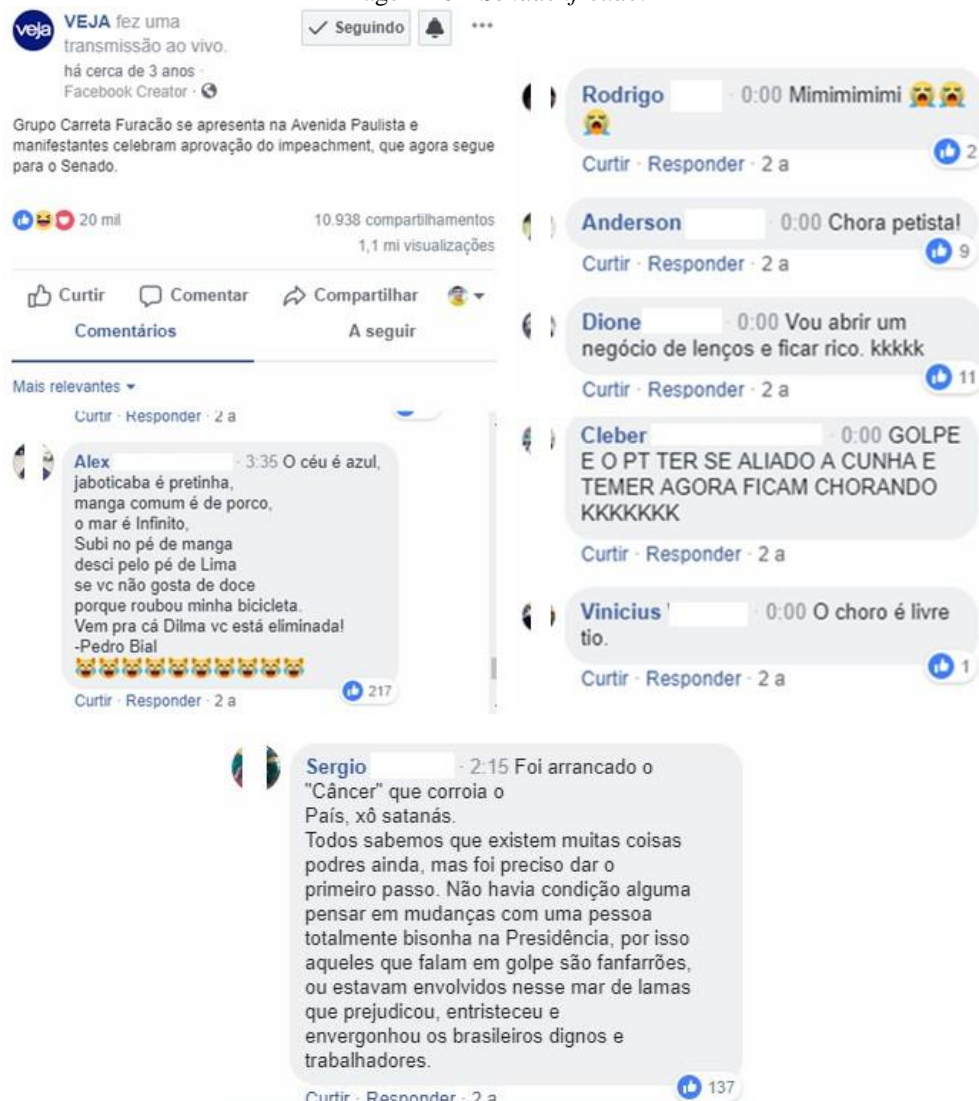 veja
VEJA fez uma
transmissão ao vivo.
há cerca de 3 anos ·
Facebook Creator ·
Seguindo
Grupo Carreta Furacão se apresenta na Avenida Paulista e
manifestantes celebram aprovação do impeachment, que agora segue
para o Senado.
20 mil
10.938 compartilhamentos
1,1 mi visualizações
Curtir Comentar Compartilhar
Comentários A seguir
Mais relevantes
Curtir · Responder · 2 a
Alex · 3:35 O céu é azul,
jaboticaba é pretinha,
manga comum é de porco,
o mar é Infinito,
Subi no pé de manga
desci pelo pé de Lima
se vc não gosta de doce
porque roubou minha bicicleta.
Vem pra cá Dilma vc está eliminada!
-Pedro Bial
😹😹😹😹😹😹😹😹😹😹
217
Curtir · Responder · 2 a
Rodrigo · 0:00 Mimimimimi 😭😭
😭
2
Curtir · Responder · 2 a
Anderson · 0:00 Chora petista!
9
Curtir · Responder · 2 a
Dione · 0:00 Vou abrir um
negócio de lenços e ficar rico. kkkkk
11
Curtir · Responder · 2 a
Cleber · 0:00 GOLPE
E O PT TER SE ALIADO A CUNHA E
TEMER AGORA FICAM CHORANDO
KKKKKKK
Curtir · Responder · 2 a
Vinicius · 0:00 O choro é livre
tio.
1
Curtir · Responder · 2 a
Sergio · 2:15 Foi arrancado o
"Câncer" que corroia o
País, xô satanás.
Todos sabemos que existem muitas coisas
podres ainda, mas foi preciso dar o
primeiro passo. Não havia condição alguma
pensar em mudanças com uma pessoa
totalmente bisonha na Presidência, por isso
aqueles que falam em golpe são fanfarrões,
ou estavam envolvidos nesse mar de lamas
que prejudicou, entristeceu e
envergonhou os brasileiros dignos e
trabalhadores.
137
Curtir · Responder · 2 a